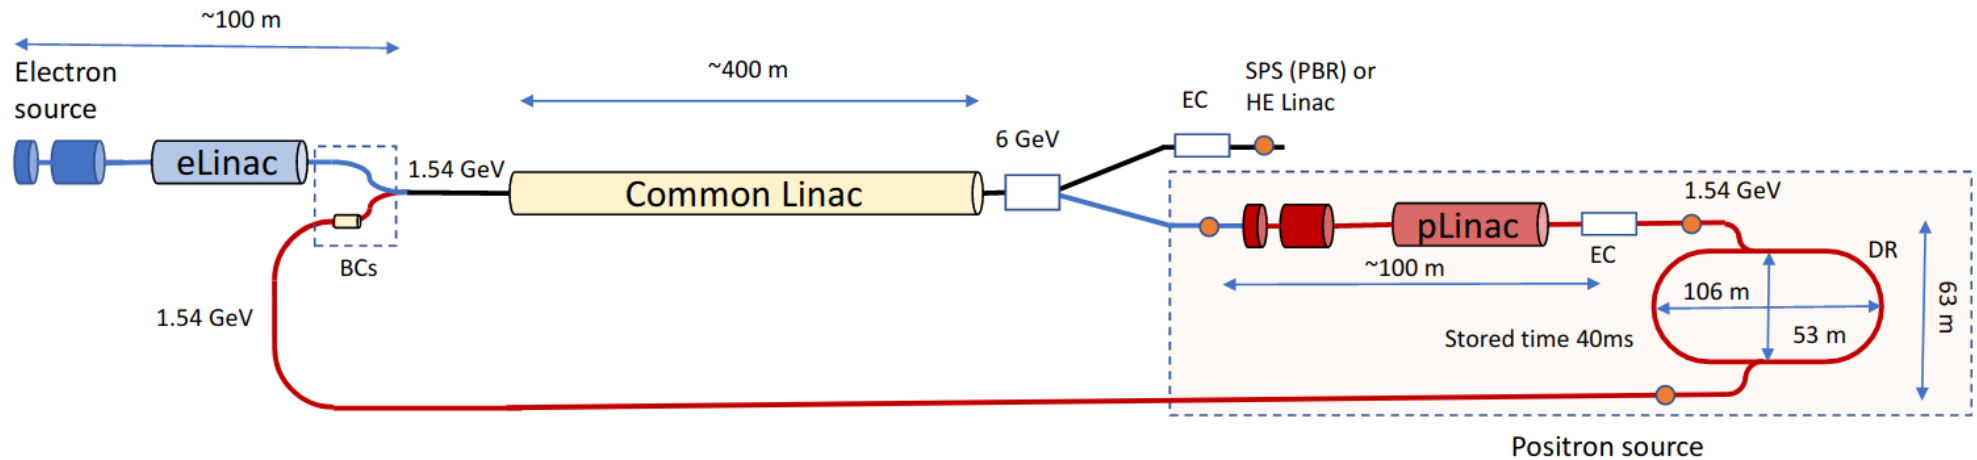 ~100 m
Electron
source
eLinac
BCs
1.54 GeV
1.54 GeV
~400 m
Common Linac
6 GeV
EC
SPS (PBR) or
HE Linac
pLinac
~100 m
EC
1.54 GeV
DR
106 m
53 m
63 m
Stored time 40ms
Positron source